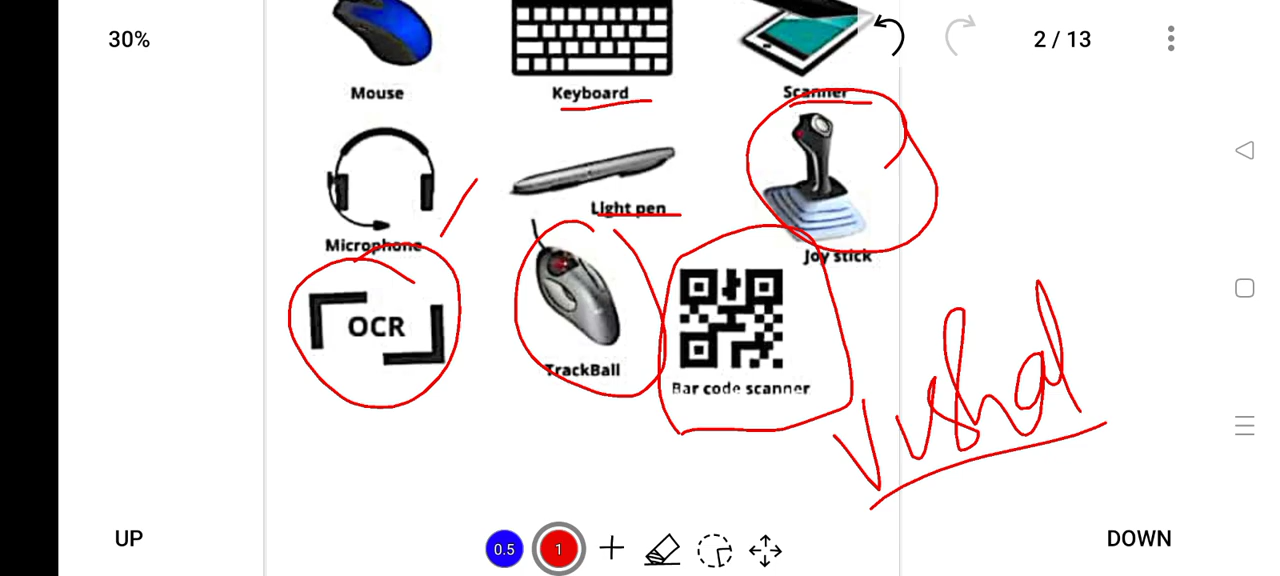 30%
2 / 13
Mouse
Keyboard
Scanner
Microphone
Light pen
Joy stick
OCR
TrackBall
Bar code scanner
Vishal
UP
0.5
1
DOWN